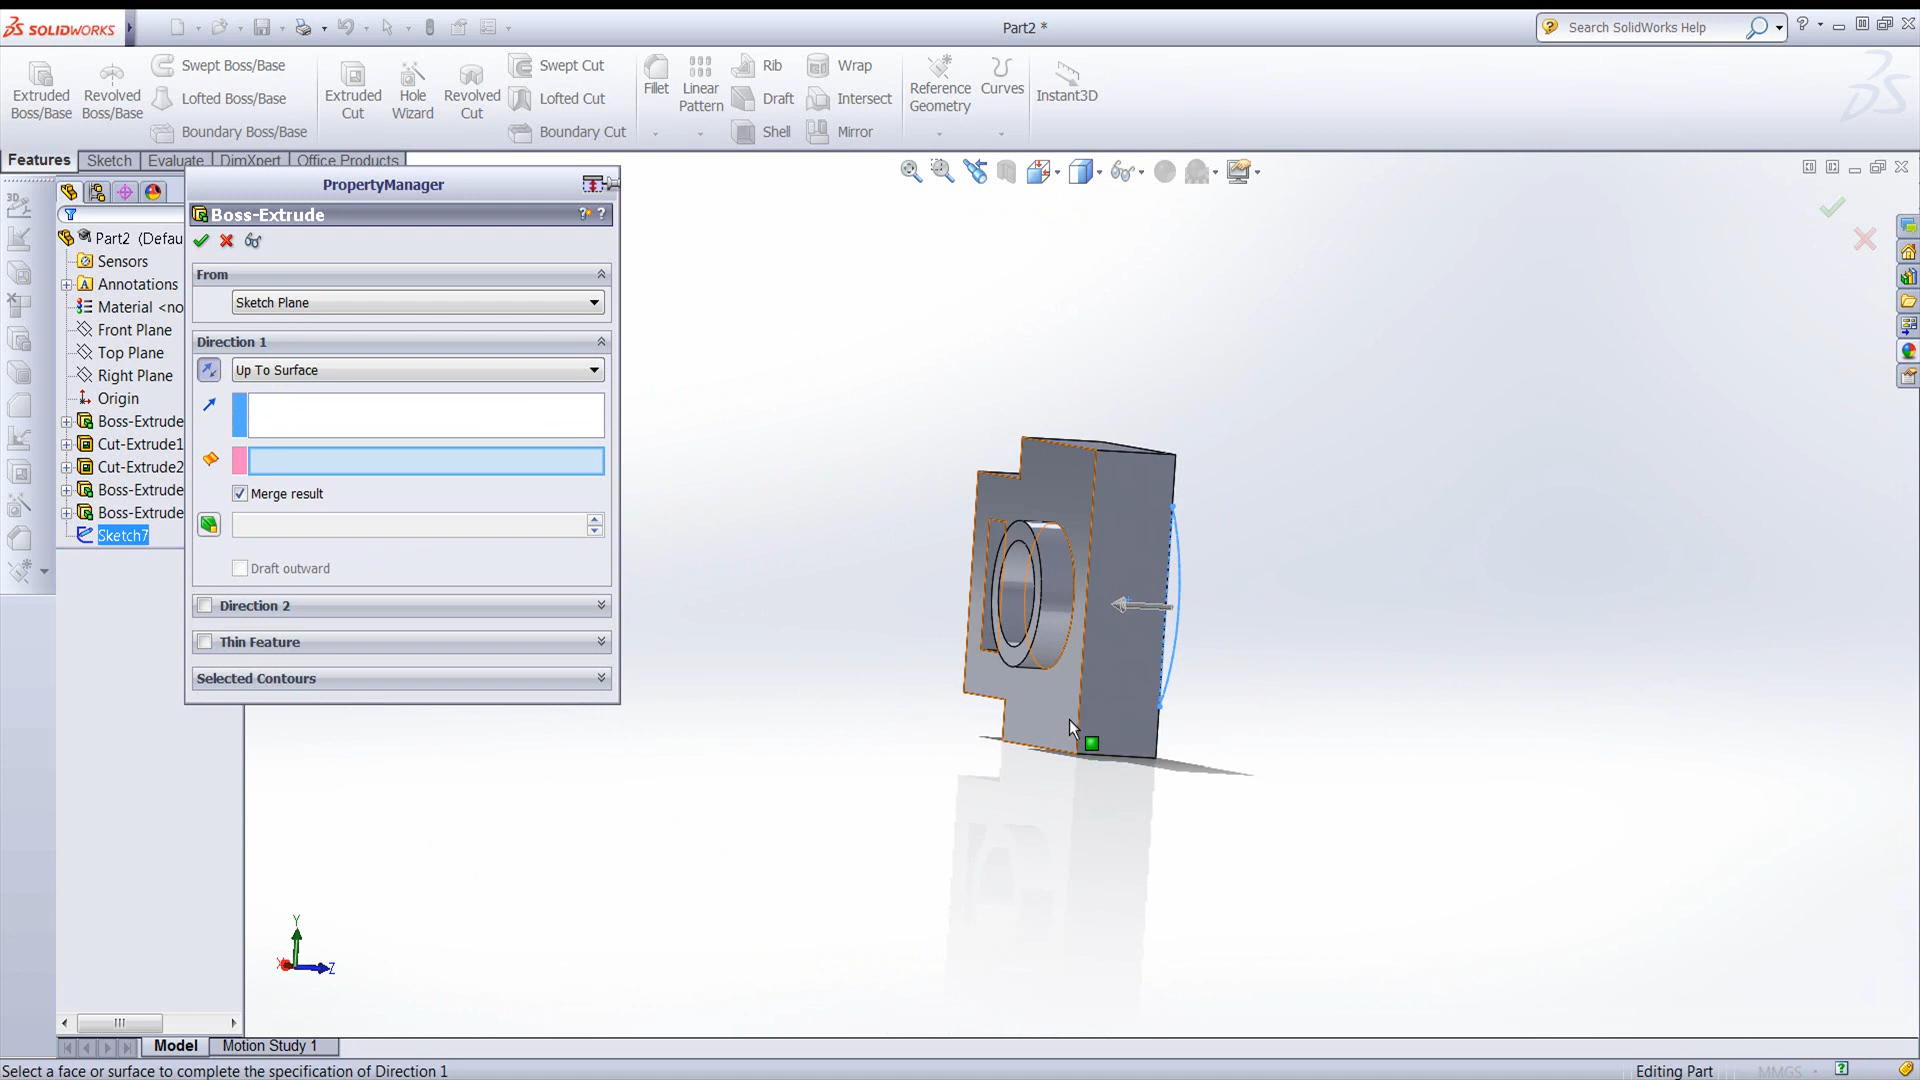 SOLIDWORKS
Part2 *
Search SolidWorks Help
Extruded Boss/Base
Revolved Boss/Base
Swept Boss/Base
Lofted Boss/Base
Boundary Boss/Base
Extruded Cut
Hole Wizard
Revolved Cut
Swept Cut
Lofted Cut
Boundary Cut
Fillet
Linear Pattern
Rib
Draft
Shell
Wrap
Intersect
Mirror
Reference Geometry
Curves
Instant3D
Features
Sketch
Evaluate
DimXpert
Office Products
PropertyManager
Boss-Extrude
From
Sketch Plane
Direction 1
Up To Surface
Merge result
Draft outward
Direction 2
Thin Feature
Selected Contours
Part2 (Defau
Sensors
Annotations
Material <no
Front Plane
Top Plane
Right Plane
Origin
Boss-Extrude
Cut-Extrude1
Cut-Extrude2
Boss-Extrude
Boss-Extrude
Sketch7
Y
X
Z
Model
Motion Study 1
Select a face or surface to complete the specification of Direction 1
Editing Part
MMGS